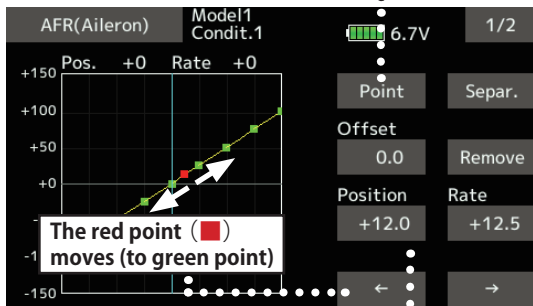 AFR(Aileron)
Model1
Condit.1
6.7V
1/2
Pos. +0 Rate +0
+150
+100
+50
+0
-150
Point
Separ.
Offset
0.0
Remove
Position
Rate
+12.0
+12.5
←
→
The red point (■)
moves (to green point)